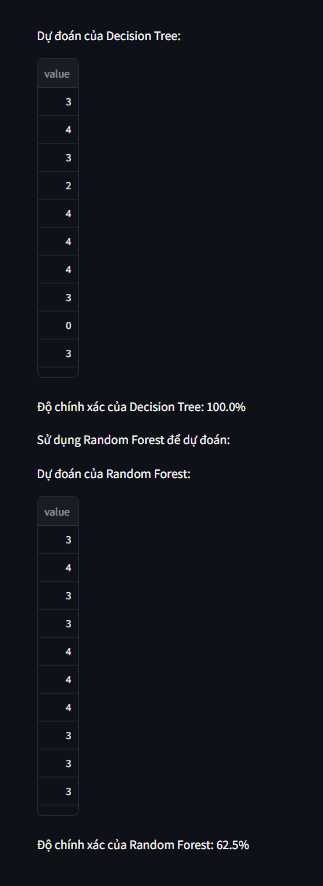 Dự đoán của Decision Tree:
value
3
4
3
2
4
4
4
3
0
3
Độ chính xác của Decision Tree: 100.0%
Sử dụng Random Forest để dự đoán:
Dự đoán của Random Forest:
value
3
4
3
3
4
4
4
3
3
3
Độ chính xác của Random Forest: 62.5%